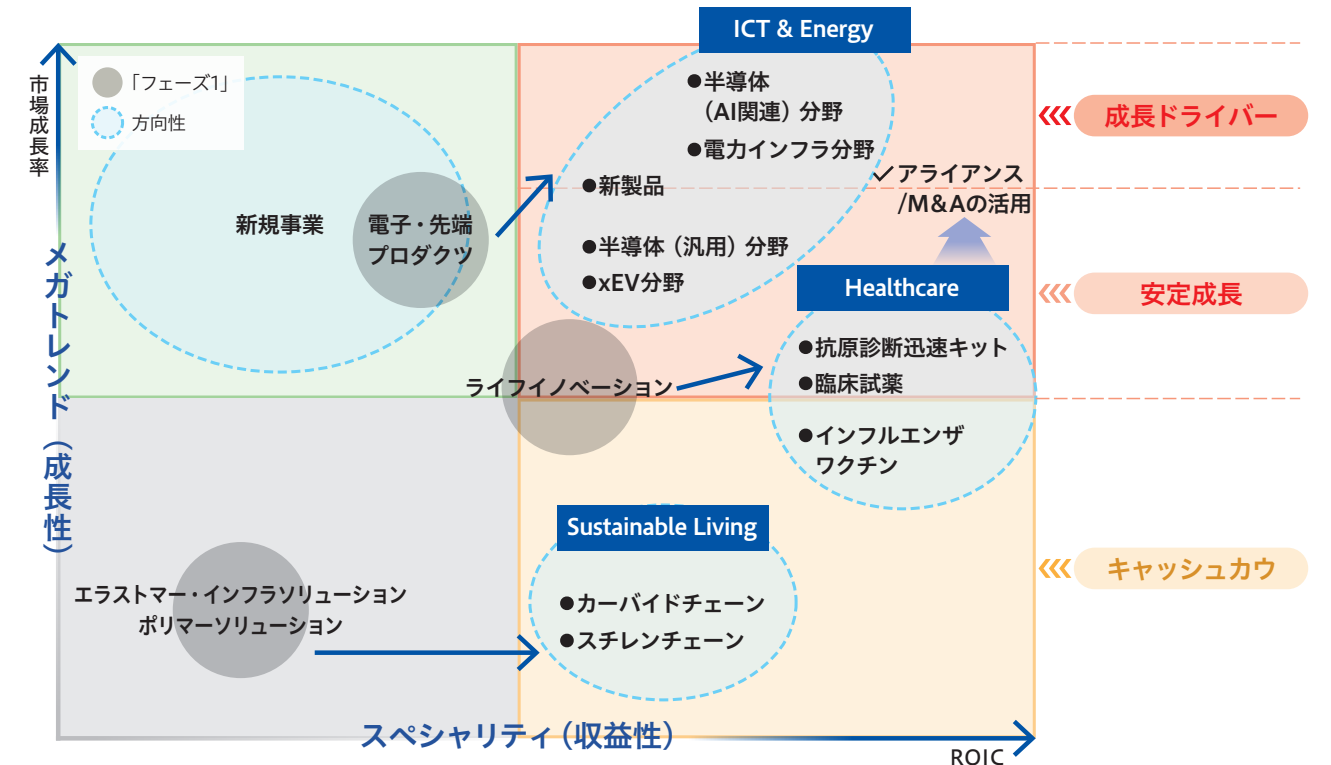 ICT & Energy
市場成長率
「フェーズ1」
方向性
●半導体
（AI関連）分野
●電力インフラ分野
●新製品
●半導体（汎用）分野
●xEV分野
新規事業
電子・先端
プロダクツ
✓アライアンス
/M&Aの活用
成長ドライバー
メガトレンド（成長性）
Healthcare
安定成長
●抗原診断迅速キット
●臨床試薬
●インフルエンザ
ワクチン
ライフイノベーション
Sustainable Living
●カーバイドチェーン
●スチレンチェーン
キャッシュカウ
エラストマー・インフラソリューション
ポリマーソリューション
スペシャリティ（収益性）
ROIC